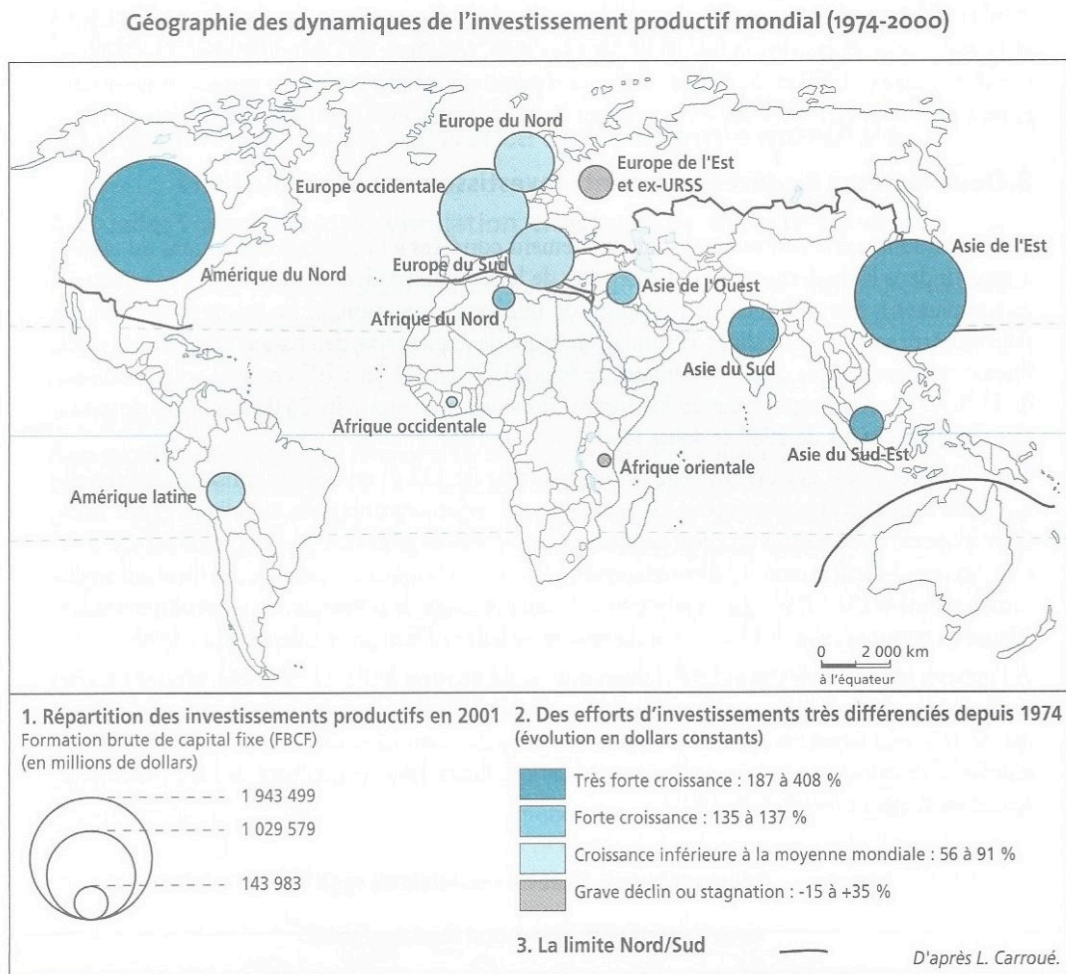 Géographie des dynamiques de l'investissement productif mondial (1974-2000)
Europe du Nord
Europe de l'Est
et ex-URSS
Europe occidentale
Asie de l'Est
Amérique du Nord
Europe du Sud
Asie de l'Ouest
Afrique du Nord
Asie du Sud
Afrique occidentale
Asie du Sud-Est
Afrique orientale
Amérique latine
0 2 000 km
à l'équateur
1. Répartition des investissements productifs en 2001
Formation brute de capital fixe (FBCF)
(en millions de dollars)
1 943 499
1 029 579
143 983
2. Des efforts d'investissements très différenciés depuis 1974
(évolution en dollars constants)
Très forte croissance : 187 à 408 %
Forte croissance : 135 à 137 %
Croissance inférieure à la moyenne mondiale : 56 à 91 %
Grave déclin ou stagnation : -15 à +35 %
3. La limite Nord/Sud
D'après L. Carroué.